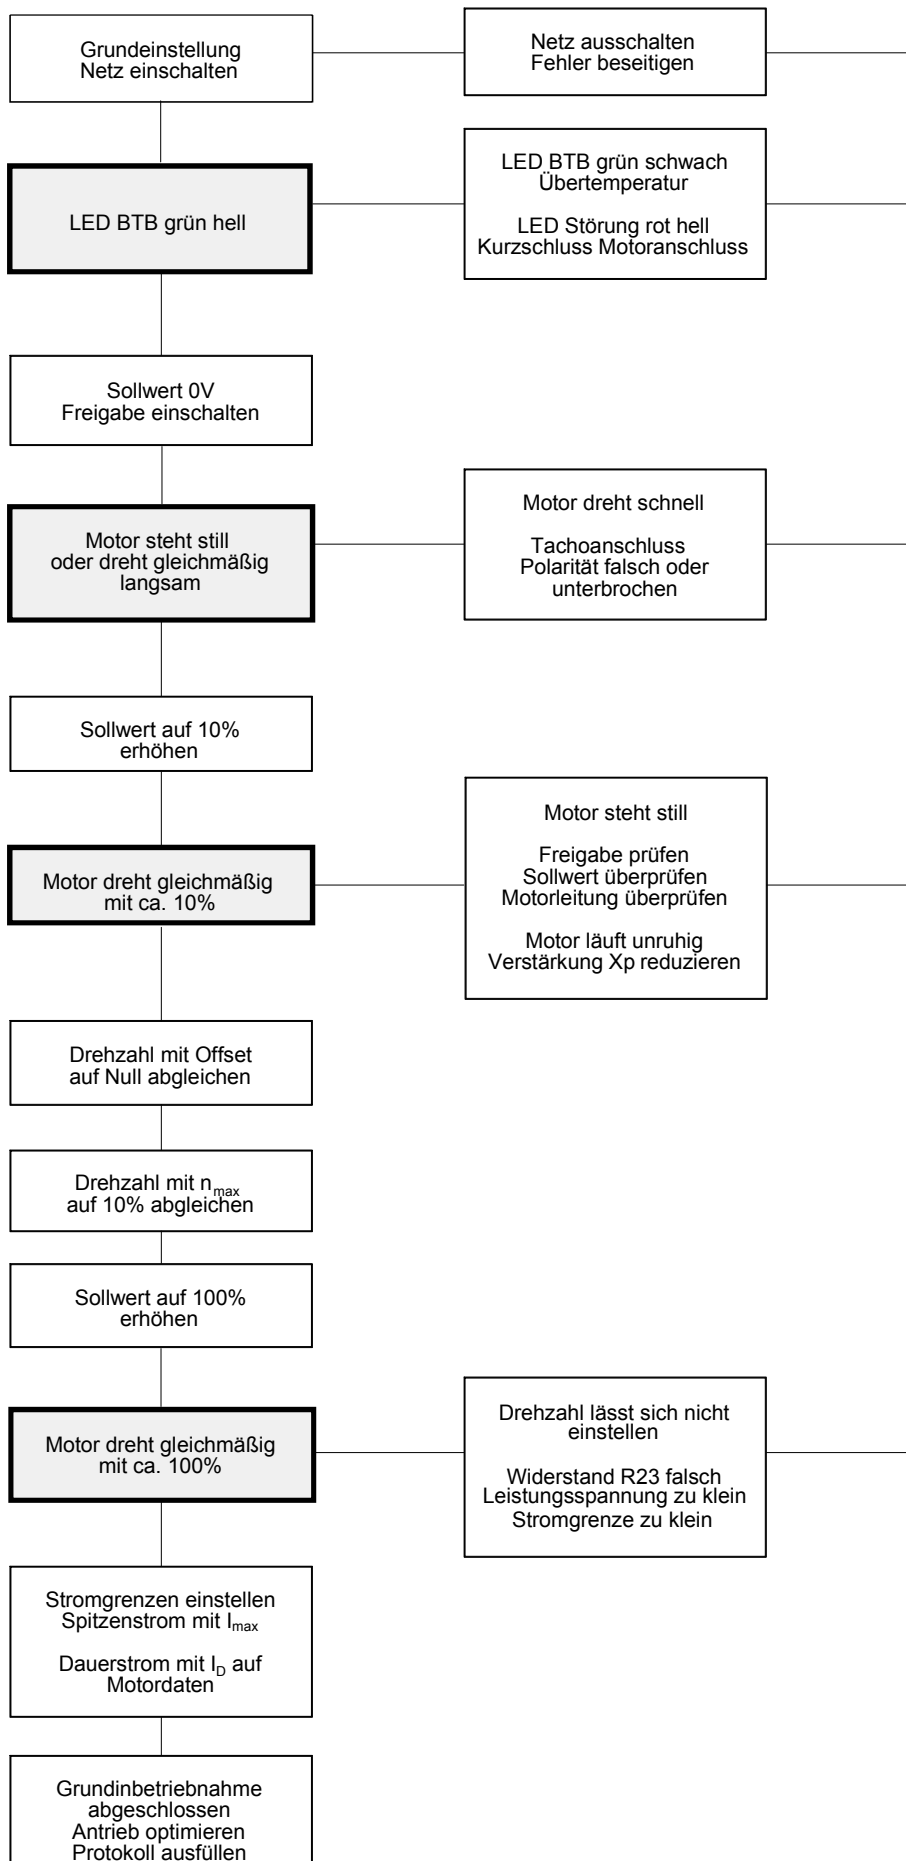 Grundeinstellung
Netz einschalten
Netz ausschalten
Fehler beseitigen
LED BTB grün hell
LED BTB grün schwach
Übertemperatur
LED Störung rot hell
Kurzschluss Motoranschluss
Sollwert 0V
Freigabe einschalten
Motor steht still
oder dreht gleichmäßig
langsam
Motor dreht schnell
Tachoanschluss
Polarität falsch oder
unterbrochen
Sollwert auf 10%
erhöhen
Motor dreht gleichmäßig
mit ca. 10%
Motor steht still
Freigabe prüfen
Sollwert überprüfen
Motorleitung überprüfen
Motor läuft unruhig
Verstärkung Xp reduzieren
Drehzahl mit Offset
auf Null abgleichen
Drehzahl mit nmax
auf 10% abgleichen
Sollwert auf 100%
erhöhen
Motor dreht gleichmäßig
mit ca. 100%
Drehzahl lässt sich nicht
einstellen
Widerstand R23 falsch
Leistungsspannung zu klein
Stromgrenze zu klein
Stromgrenzen einstellen
Spitzenstrom mit Imax
Dauerstrom mit ID auf
Motordaten
Grundinbetriebnahme
abgeschlossen
Antrieb optimieren
Protokoll ausfüllen